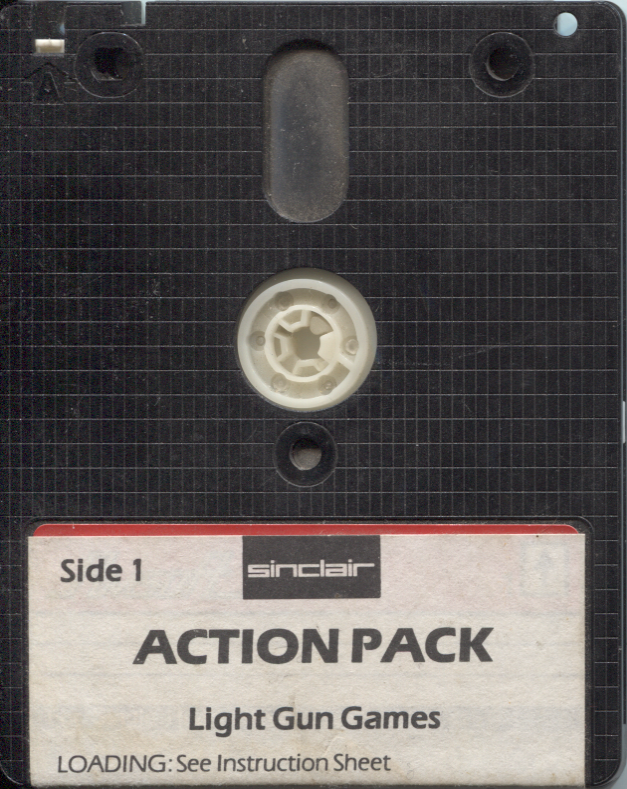 A
Side 1
sinclair
ACTION PACK
Light Gun Games
LOADING: See Instruction Sheet